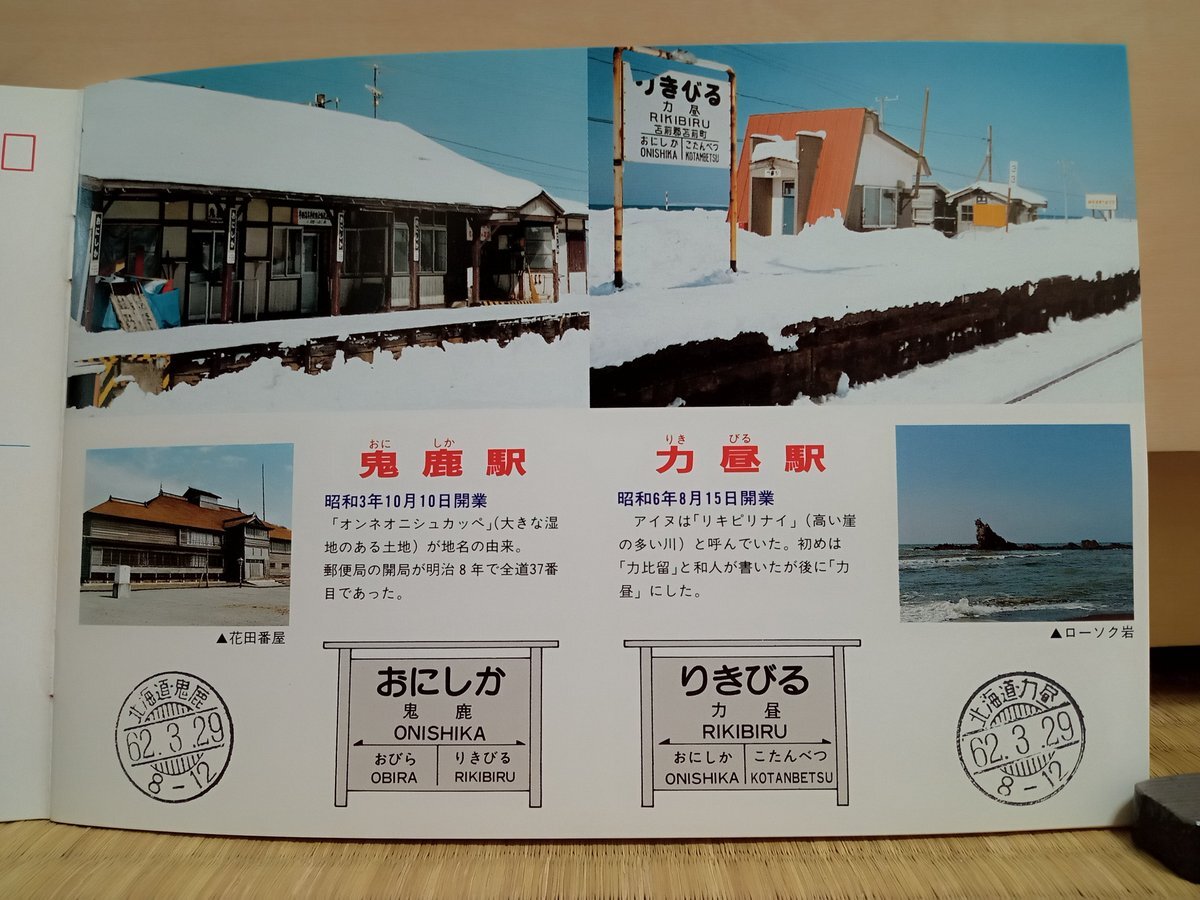 りきびる
力昼
RIKIBIRU
苫前郡苫前町
おにしか
こたんべつ
ONISHIKA
KOTAMBETSU
おに しか
鬼鹿駅
昭和3年10月10日開業
「オンネオニシュカッペ」(大きな湿
地のある土地)が地名の由来。
郵便局の開局が明治8年で全道37番
目であった。
▲花田番屋
りき びる
力昼駅
昭和6年8月15日開業
アイヌは「リキピリナイ」(高い崖
の多い川)と呼んでいた。初めは
「力比留」と和人が書いたが後に「力
昼」にした。
▲ローソク岩
北海道・鬼鹿
62.3.29
8-12
おにしか
鬼鹿
ONISHIKA
おびら
りきびる
OBIRA
RIKIBIRU
りきびる
力昼
RIKIBIRU
おにしか
こたんべつ
ONISHIKA
KOTANBETSU
北海道・力昼
62.3.29
8-12